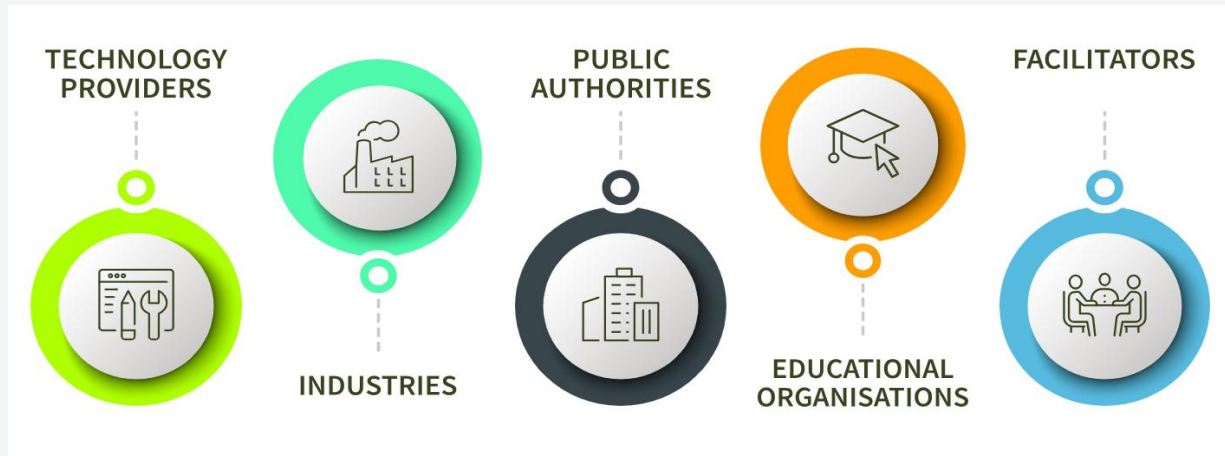 TECHNOLOGY
PROVIDERS
INDUSTRIES
PUBLIC
AUTHORITIES
EDUCATIONAL
ORGANISATIONS
FACILITATORS